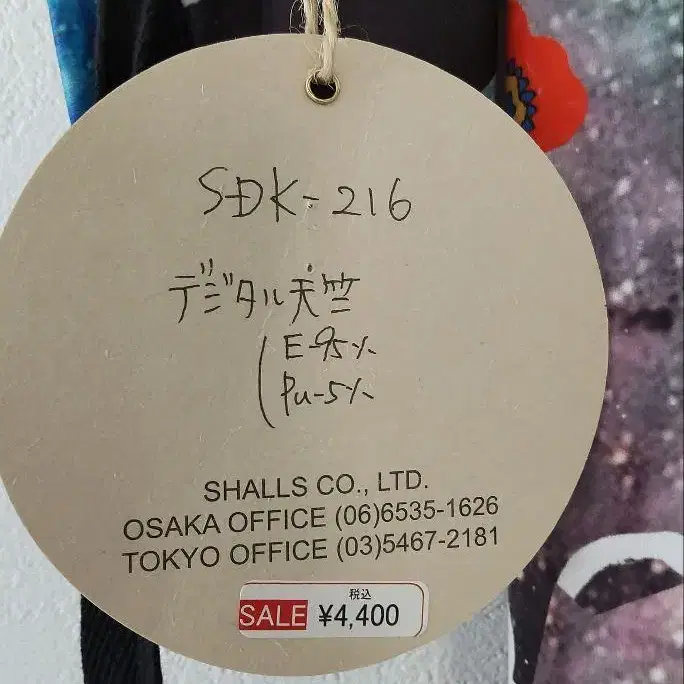 SDK-216
デジタル天竺
E-95%
Pu-5%
SHALLS CO., LTD.
OSAKA OFFICE (06)6535-1626
TOKYO OFFICE (03)5467-2181
税込
SALE ¥4,400